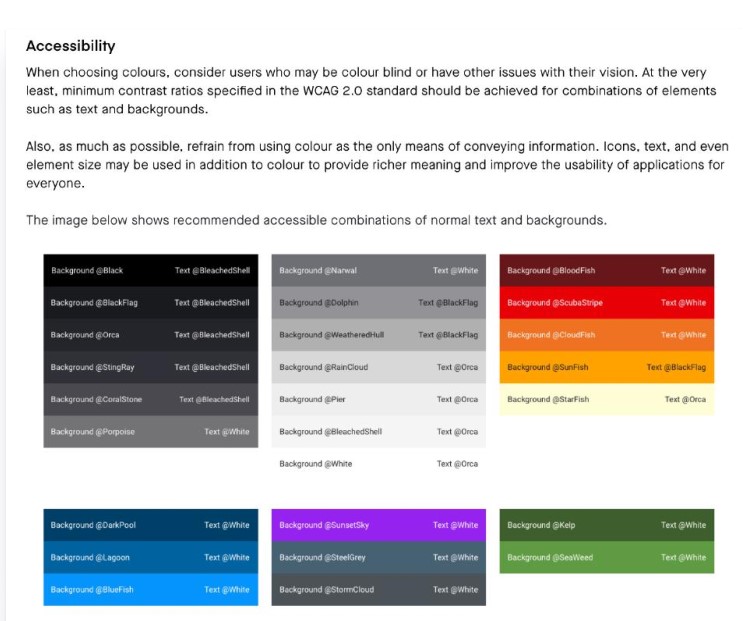 Accessibility
When choosing colours, consider users who may be colour blind or have other issues with their vision. At the very
least, minimum contrast ratios specified in the WCAG 2.0 standard should be achieved for combinations of elements
such as text and backgrounds.
Also, as much as possible, refrain from using colour as the only means of conveying information. Icons, text, and even
element size may be used in addition to colour to provide richer meaning and improve the usability of applications for
everyone.
The image below shows recommended accessible combinations of normal text and backgrounds.
Background @Black Text @BleachedShell
Background @BlackFlag Text @BleachedShell
Background @Orca Text @BleachedShell
Background @StingRay Text @BleachedShell
Background @CoralStone Text @BleachedShell
Background @Porpoise Text @White
Background @Narwal Text @White
Background @Dolphin Text @BlackFlag
Background @WeatheredHull Text @BlackFlag
Background @RainCloud Text @Orca
Background @Pier Text @Orca
Background @BleachedShell Text @Orca
Background @White Text @Orca
Background @BloodFish Text @White
Background @ScubaStripe Text @White
Background @CloudFish Text @White
Background @SunFish Text @BlackFlag
Background @StarFish Text @Orca
Background @DarkPool Text @White
Background @Lagoon Text @White
Background @BlueFish Text @White
Background @SunsetSky Text @White
Background @SteelGrey Text @White
Background @StormCloud Text @White
Background @Kelp Text @White
Background @SeaWeed Text @White